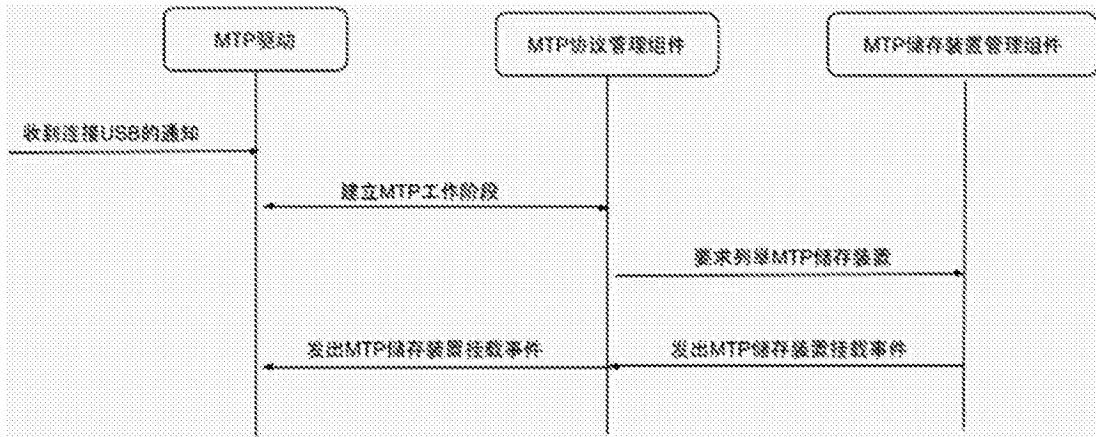 MTP驱动
MTP协议管理组件
MTP储存装置管理组件
收到连接USB的通知
建立MTP工作阶段
要求列举MTP储存装置
发出MTP储存装置挂载事件
发出MTP储存装置挂载事件